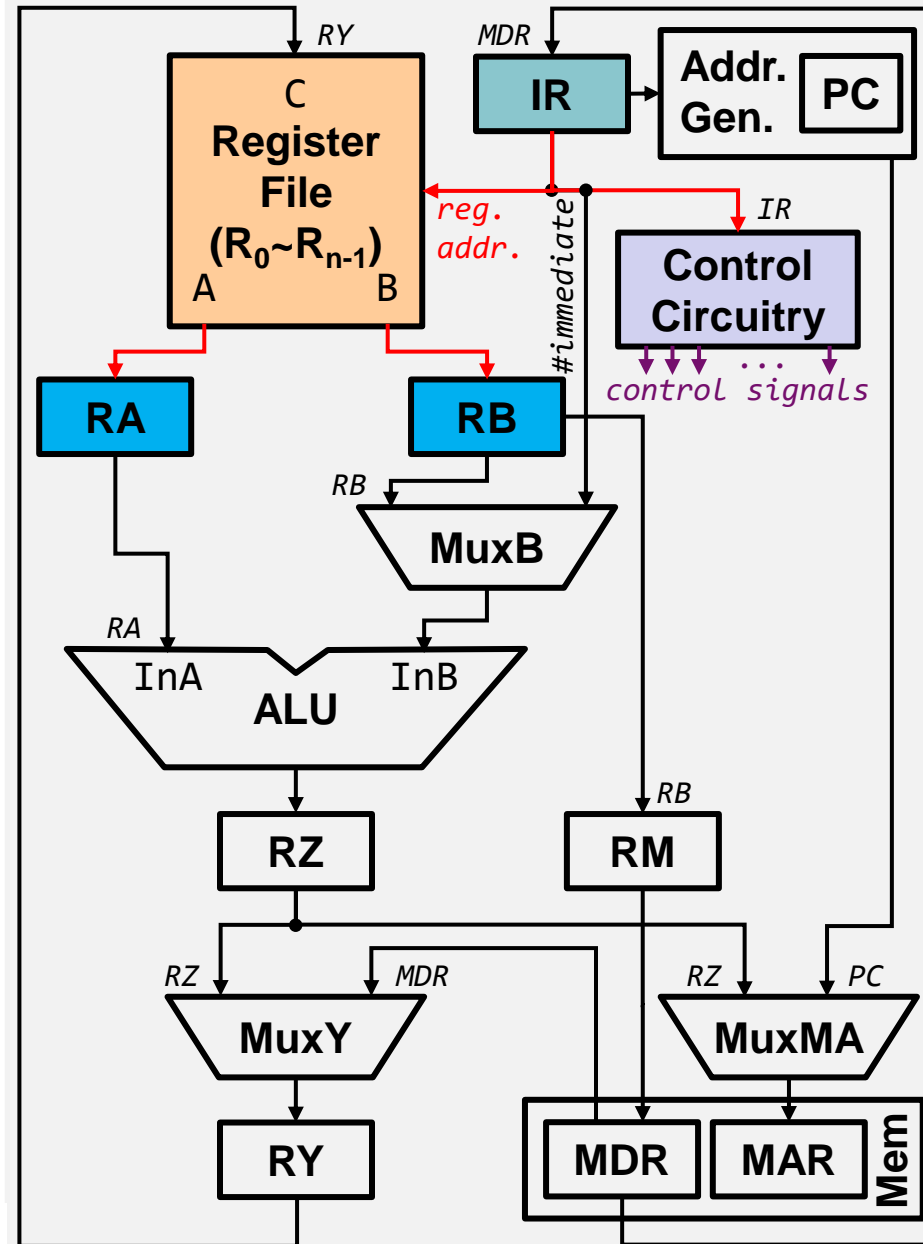 RY
MDR
C
Register
File
(R0~Rn-1)
A
B
IR
Addr.
Gen.
PC
reg.
addr.
#immediate
IR
Control
Circuitry
...
control signals
RA
RB
RB
MuxB
RA
InA
InB
ALU
RB
RZ
RM
RZ
MDR
RZ
PC
MuxY
MuxMA
RY
MDR
MAR
Mem